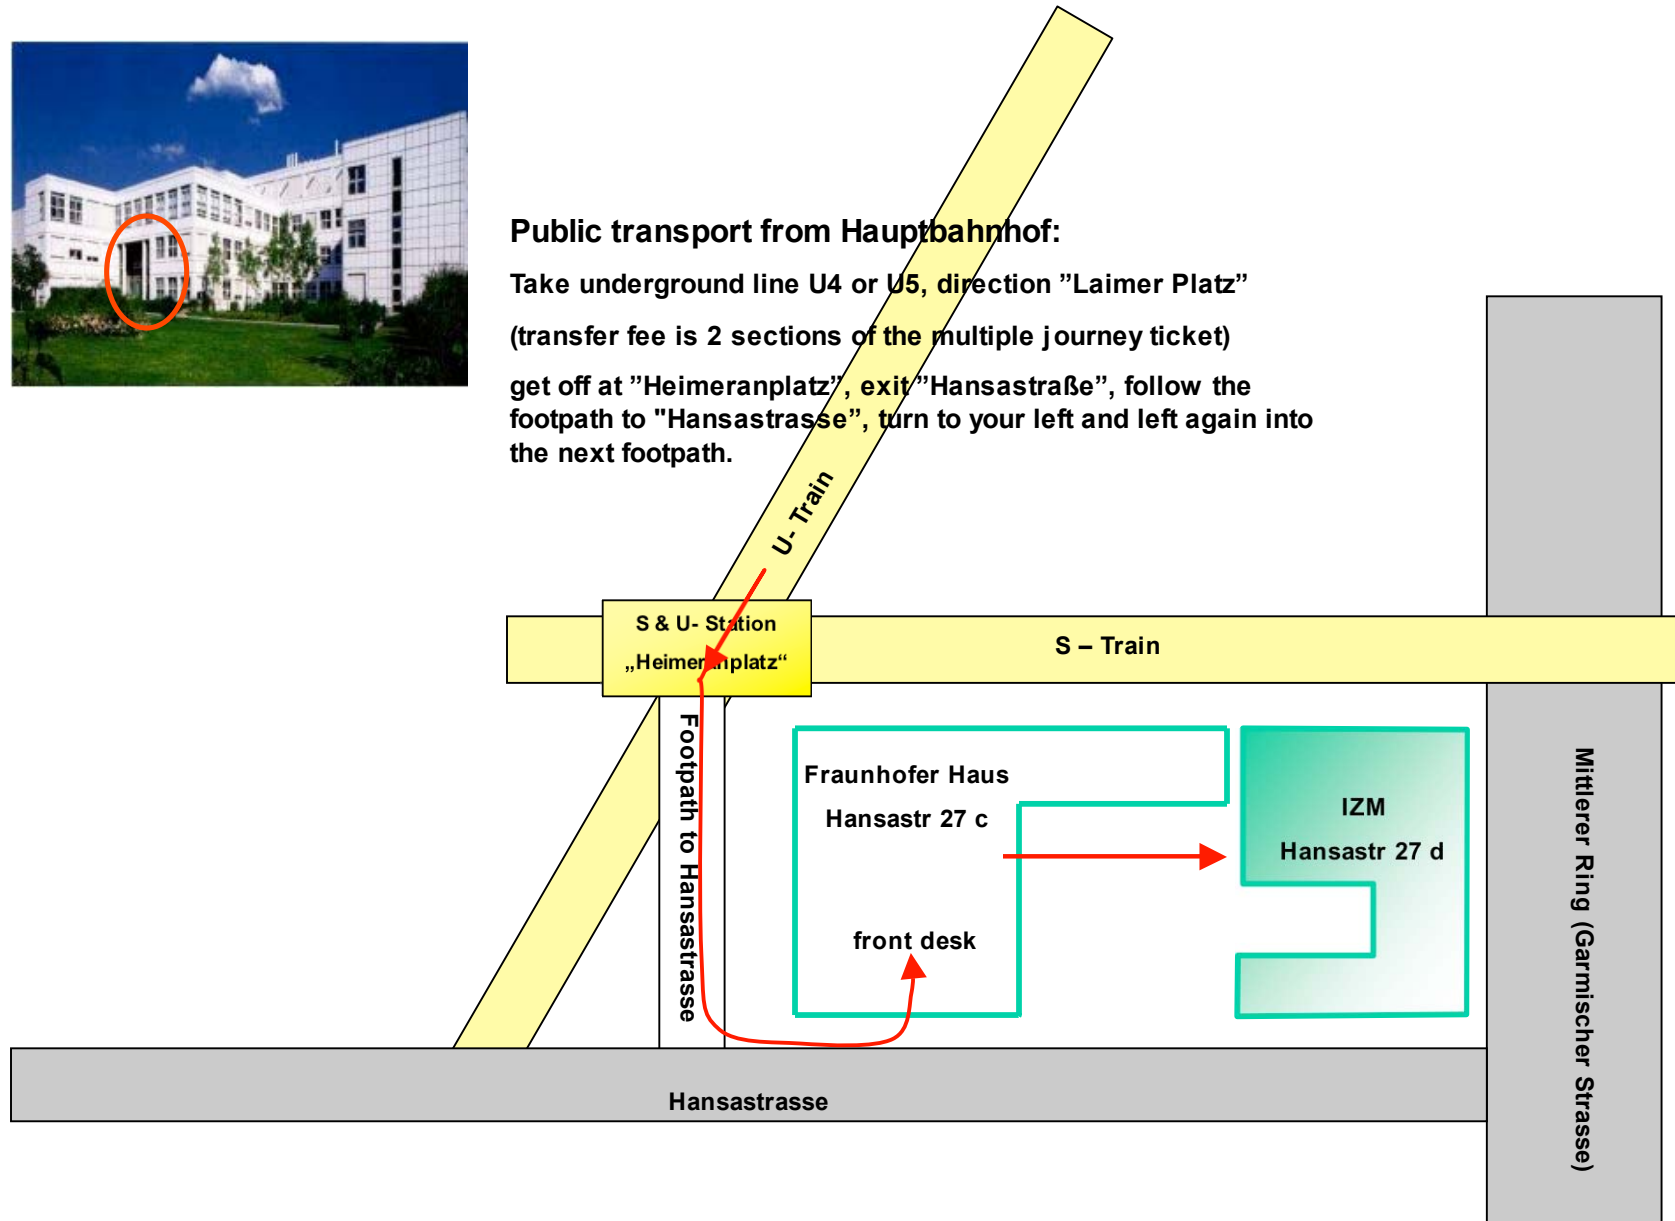 Public transport from Hauptbahnhof:
Take underground line U4 or U5, direction ”Laimer Platz”
(transfer fee is 2 sections of the multiple journey ticket)
get off at ”Heimeranplatz”, exit ”Hansastraße”, follow the
footpath to "Hansastrasse”, turn to your left and left again into
the next footpath.
U- Train
S & U- Station
„Heimeranplatz“
S – Train
Footpath to Hansastrasse
Fraunhofer Haus
Hansastr 27 c
front desk
IZM
Hansastr 27 d
Mittlerer Ring (Garmischer Strasse)
Hansastrasse